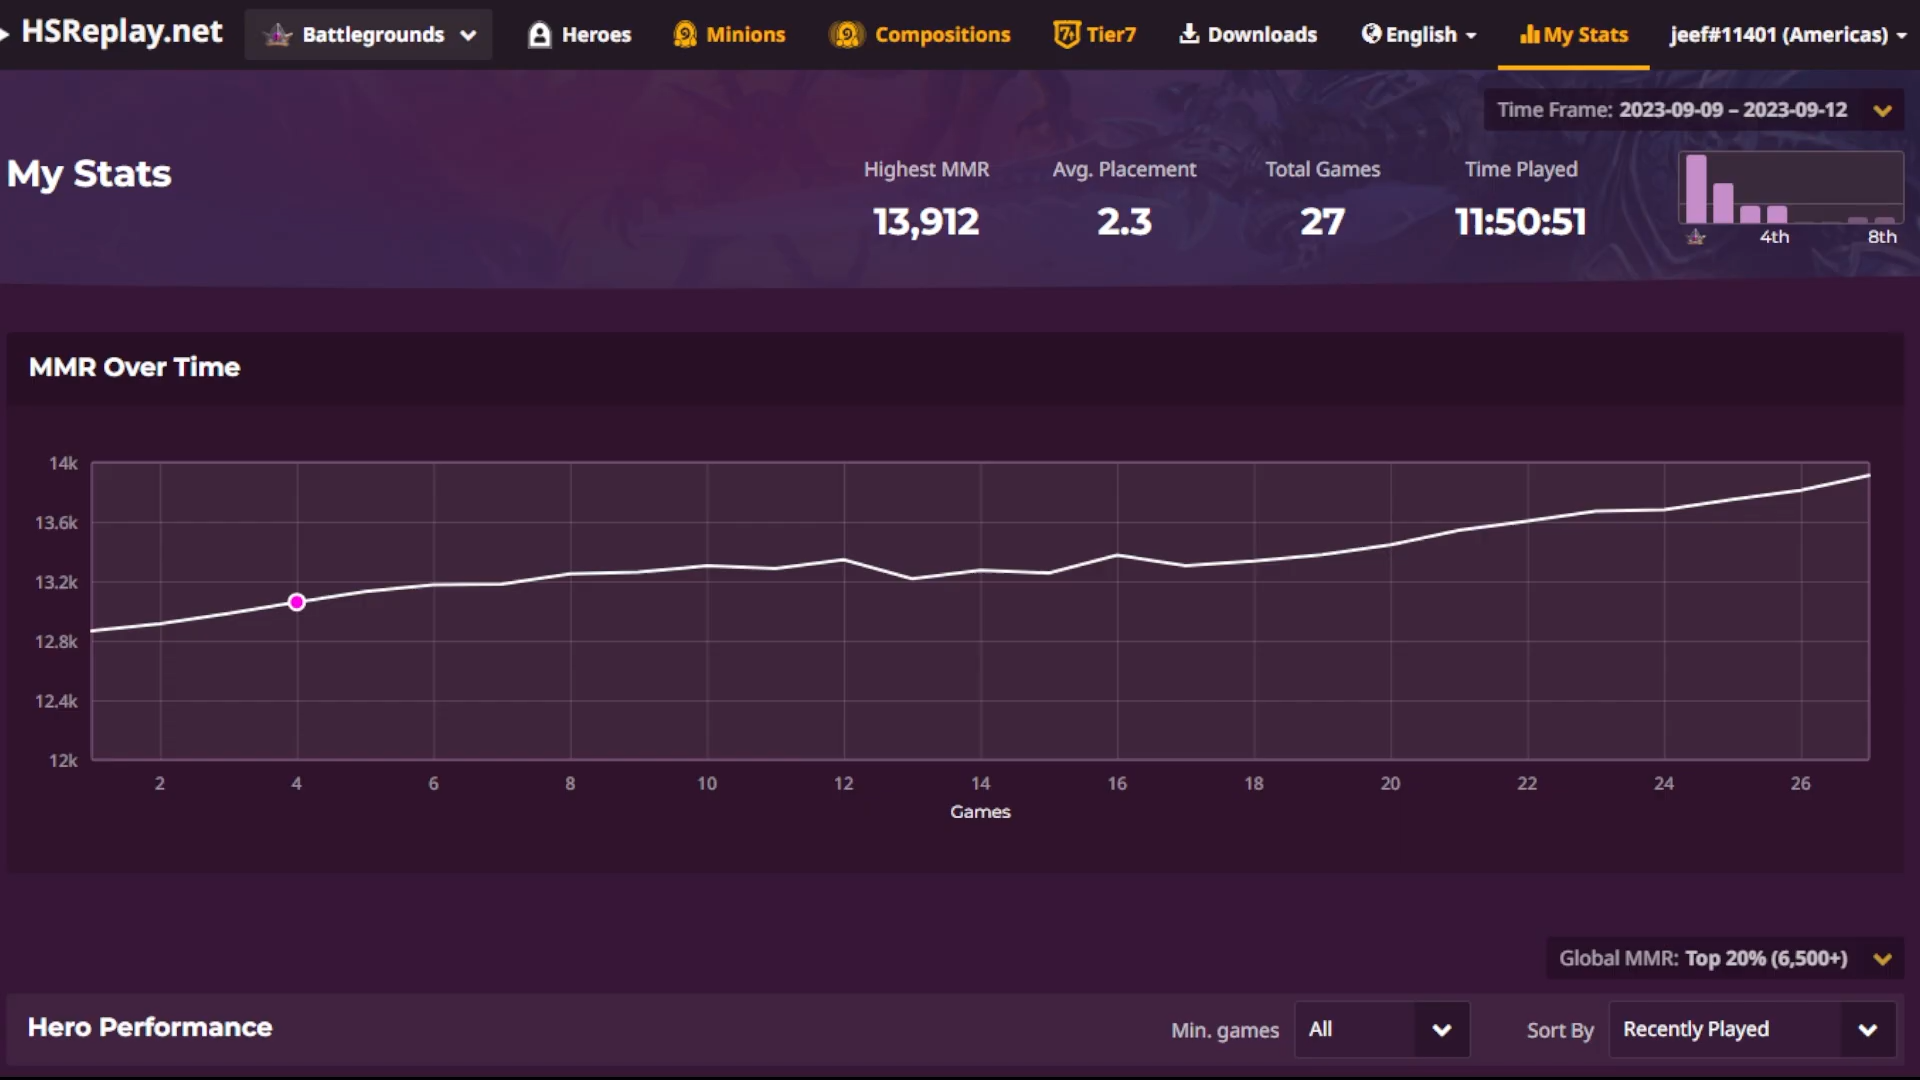 HSReplay.net Battlegrounds Heroes Minions Compositions Tier7 Downloads English My Stats jeef#11401 (Americas)
Time Frame: 2023-09-09 – 2023-09-12
My Stats
Highest MMR Avg. Placement Total Games Time Played
13,912 2.3 27 11:50:51
4th 8th
MMR Over Time
14k
13.6k
13.2k
12.8k
12.4k
12k
2 4 6 8 10 12 14 16 18 20 22 24 26
Games
Global MMR: Top 20% (6,500+)
Hero Performance Min. games All Sort By Recently Played